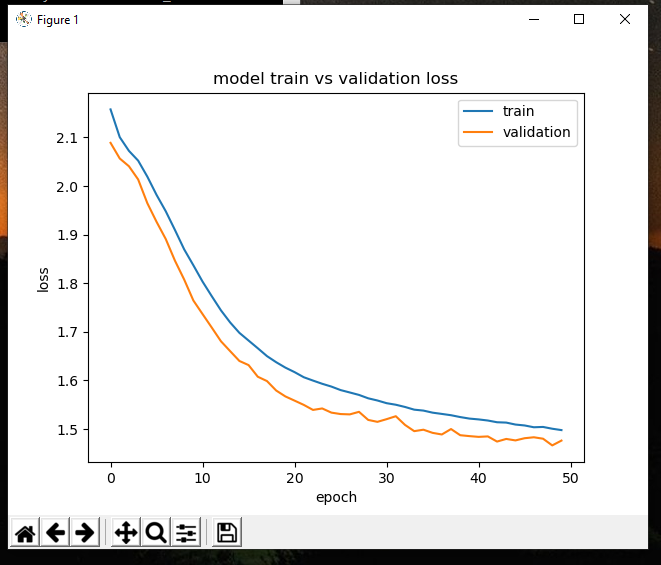 Figure 1
model train vs validation loss
train
validation
2.1
2.0
1.9
1.8
1.7
1.6
1.5
loss
0 10 20 30 40 50
epoch